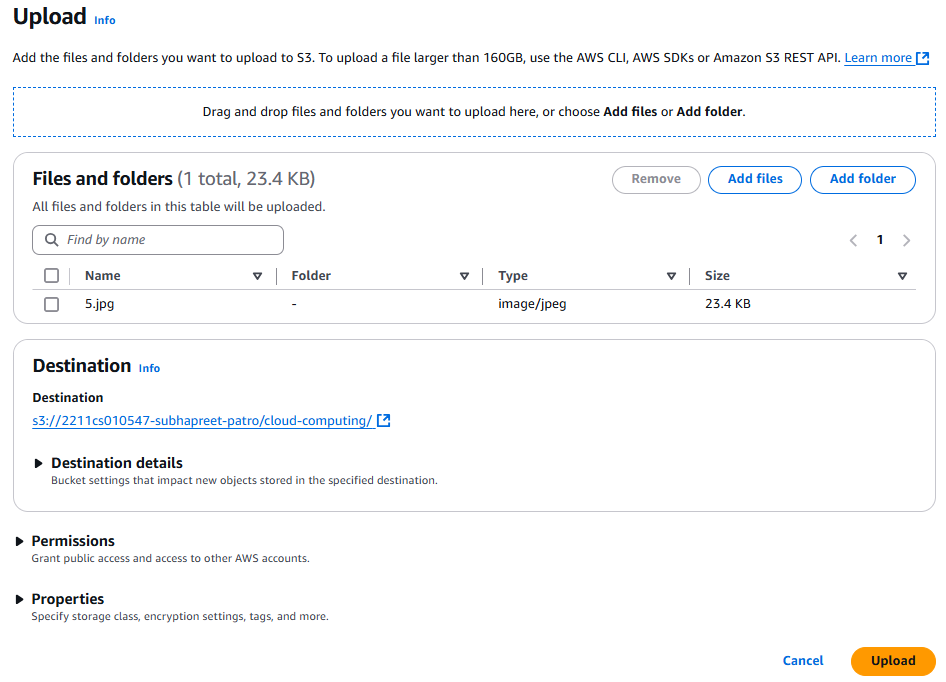 Upload Info
Add the files and folders you want to upload to S3. To upload a file larger than 160GB, use the AWS CLI, AWS SDKs or Amazon S3 REST API. Learn more
Drag and drop files and folders you want to upload here, or choose Add files or Add folder.
Files and folders (1 total, 23.4 KB)
Remove Add files Add folder
All files and folders in this table will be uploaded.
Find by name
1
Name Folder Type Size
5.jpg - image/jpeg 23.4 KB
Destination Info
Destination
s3://2211cs010547-subhapreet-patro/cloud-computing/
Destination details
Bucket settings that impact new objects stored in the specified destination.
Permissions
Grant public access and access to other AWS accounts.
Properties
Specify storage class, encryption settings, tags, and more.
Cancel Upload